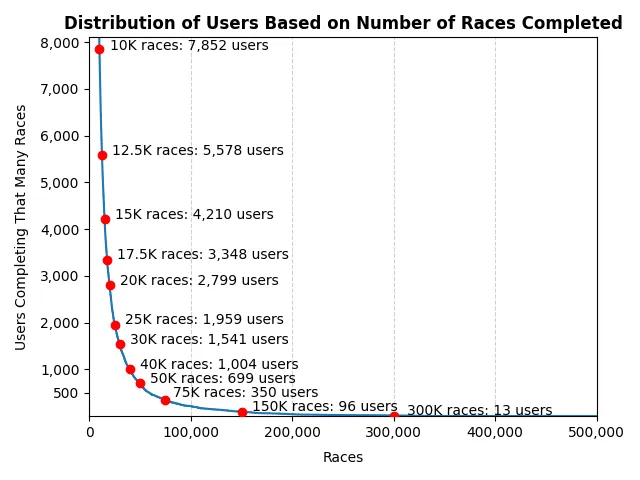 Distribution of Users Based on Number of Races Completed
8,000
7,000
6,000
5,000
4,000
3,000
2,000
1,000
500
Users Completing That Many Races
10K races: 7,852 users
12.5K races: 5,578 users
15K races: 4,210 users
17.5K races: 3,348 users
20K races: 2,799 users
25K races: 1,959 users
30K races: 1,541 users
40K races: 1,004 users
50K races: 699 users
75K races: 350 users
150K races: 96 users
300K races: 13 users
0
100,000
200,000
300,000
400,000
500,000
Races